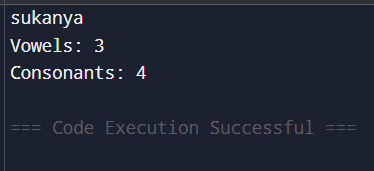 sukanya
Vowels: 3
Consonants: 4
=== Code Execution Successful ===